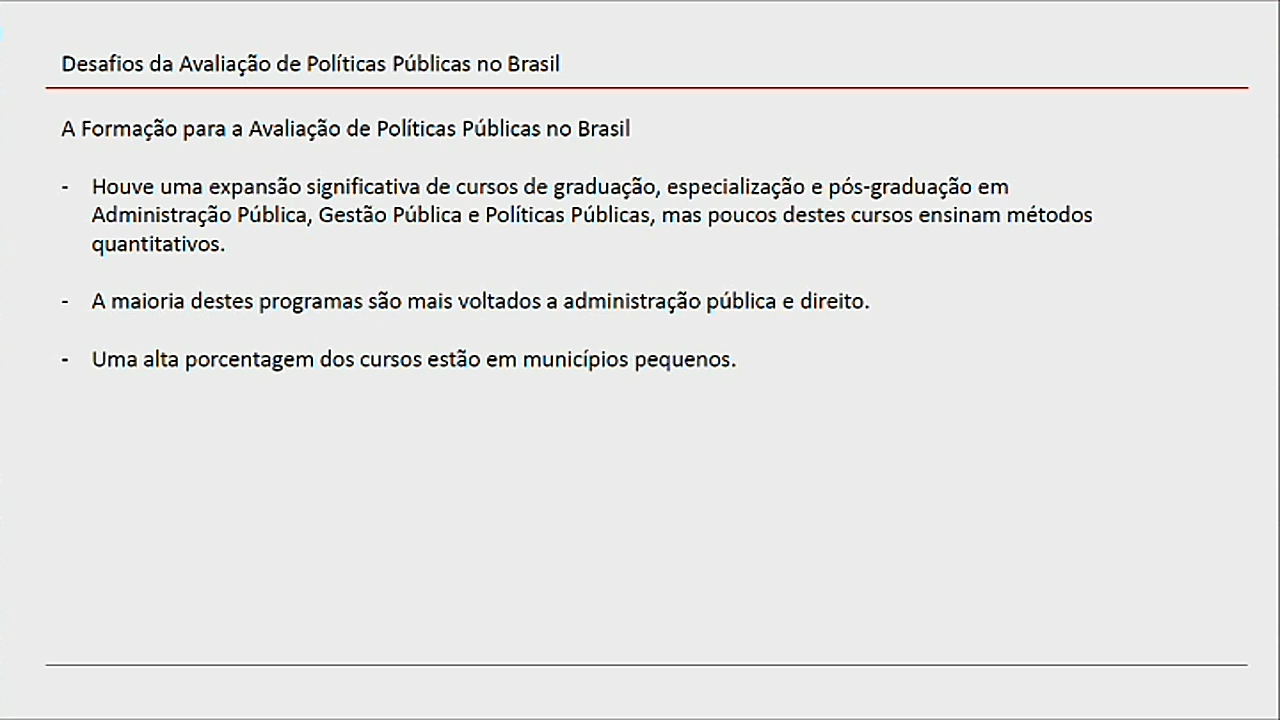 Desafios da Avaliação de Políticas Públicas no Brasil
A Formação para a Avaliação de Políticas Públicas no Brasil
- Houve uma expansão significativa de cursos de graduação, especialização e pós-graduação em
Administração Pública, Gestão Pública e Políticas Públicas, mas poucos destes cursos ensinam métodos
quantitativos.
- A maioria destes programas são mais voltados a administração pública e direito.
- Uma alta porcentagem dos cursos estão em municípios pequenos.